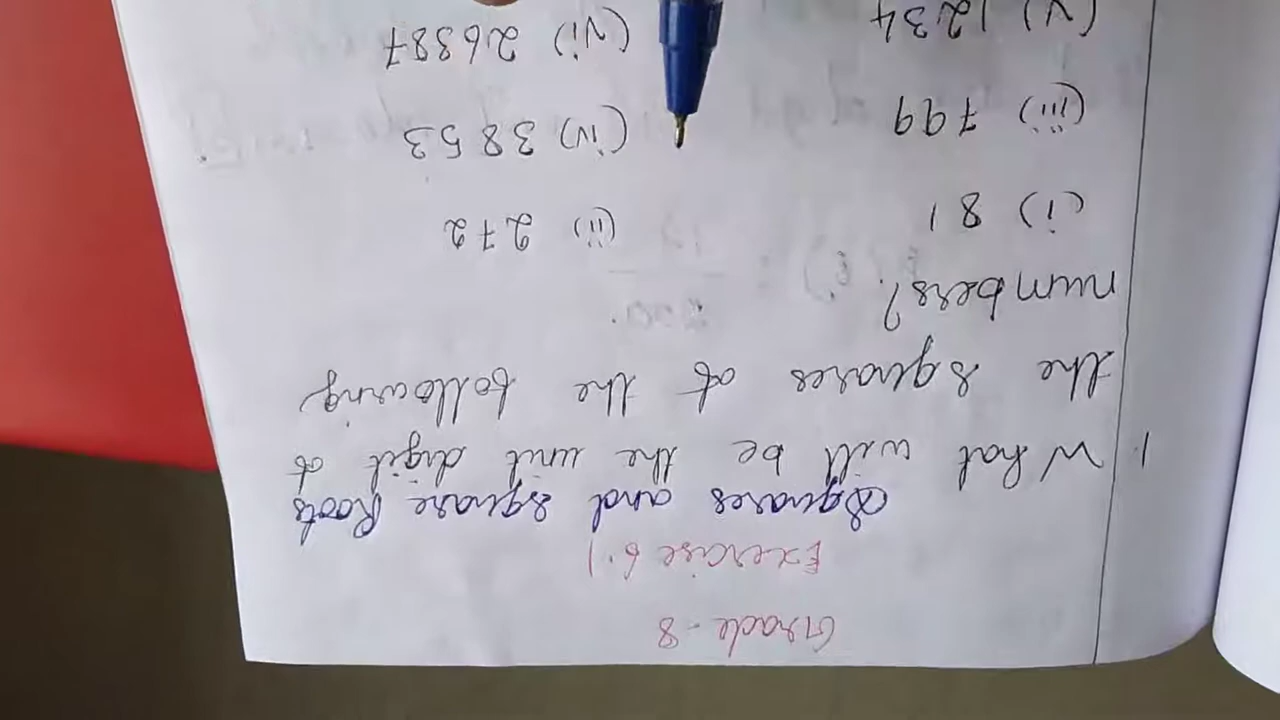 Grade - 8
Exercise 6.1
Squares and Square Roots
1. What will be the unit digit of
the squares of the following
numbers?
(i) 81 (ii) 272
(iii) 799 (iv) 3853
(v) 1234 (vi) 26387